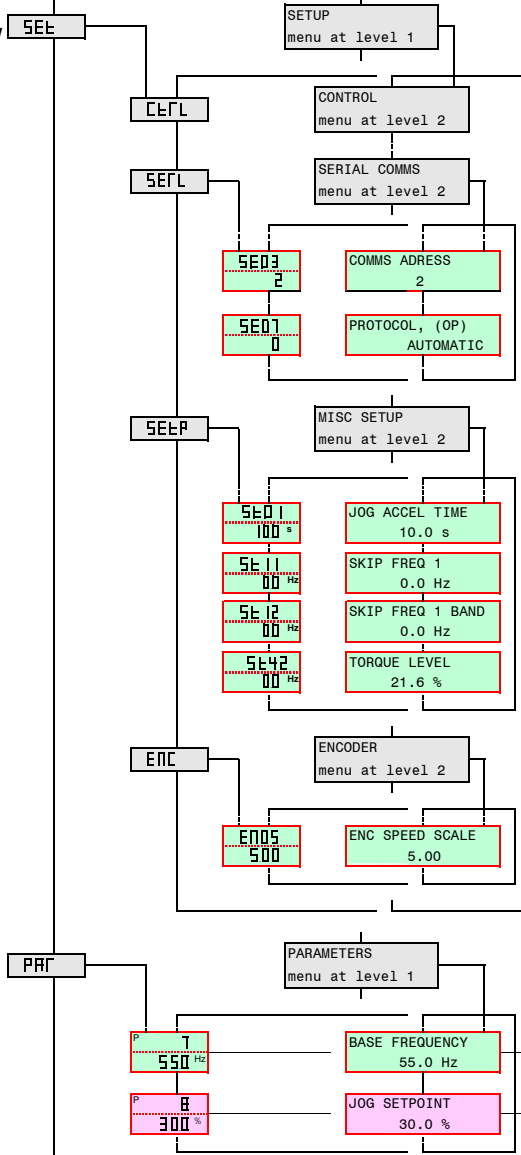 SEt
SETUP
menu at level 1
CtrL
CONTROL
menu at level 2
SErL
SERIAL COMMS
menu at level 2
SE03
2
COMMS ADRESS
2
SE07
0
PROTOCOL, (OP)
AUTOMATIC
SEtP
MISC SETUP
menu at level 2
St01
100 s
JOG ACCEL TIME
10.0 s
St11
00 Hz
SKIP FREQ 1
0.0 Hz
St12
00 Hz
SKIP FREQ 1 BAND
0.0 Hz
St42
00 Hz
TORQUE LEVEL
21.6 %
ENC
ENCODER
menu at level 2
EN05
500
ENC SPEED SCALE
5.00
PAr
PARAMETERS
menu at level 1
P 7
550 Hz
BASE FREQUENCY
55.0 Hz
P 8
300 %
JOG SETPOINT
30.0 %